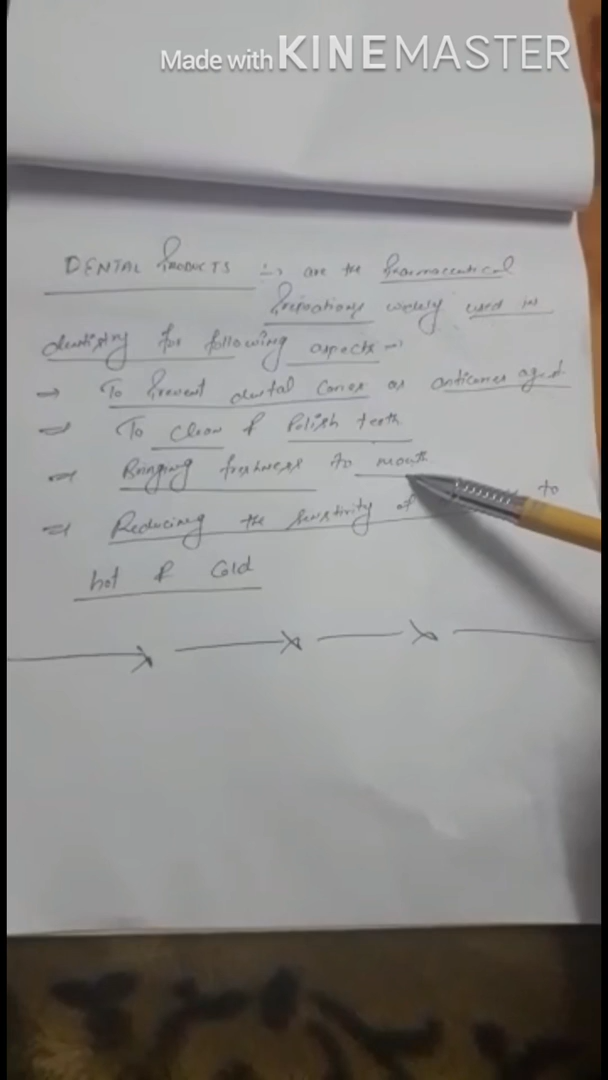 Made with KINEMASTER
DENTAL PRODUCTS :→ are the Pharmaceutical
Preparations widely used in
dentistry for following aspects →
→ To Prevent dental Caries as anticaries agent
→ To Clean & Polish teeth
→ Bringing freshness to mouth
→ Reducing the sensitivity of to
hot & Cold